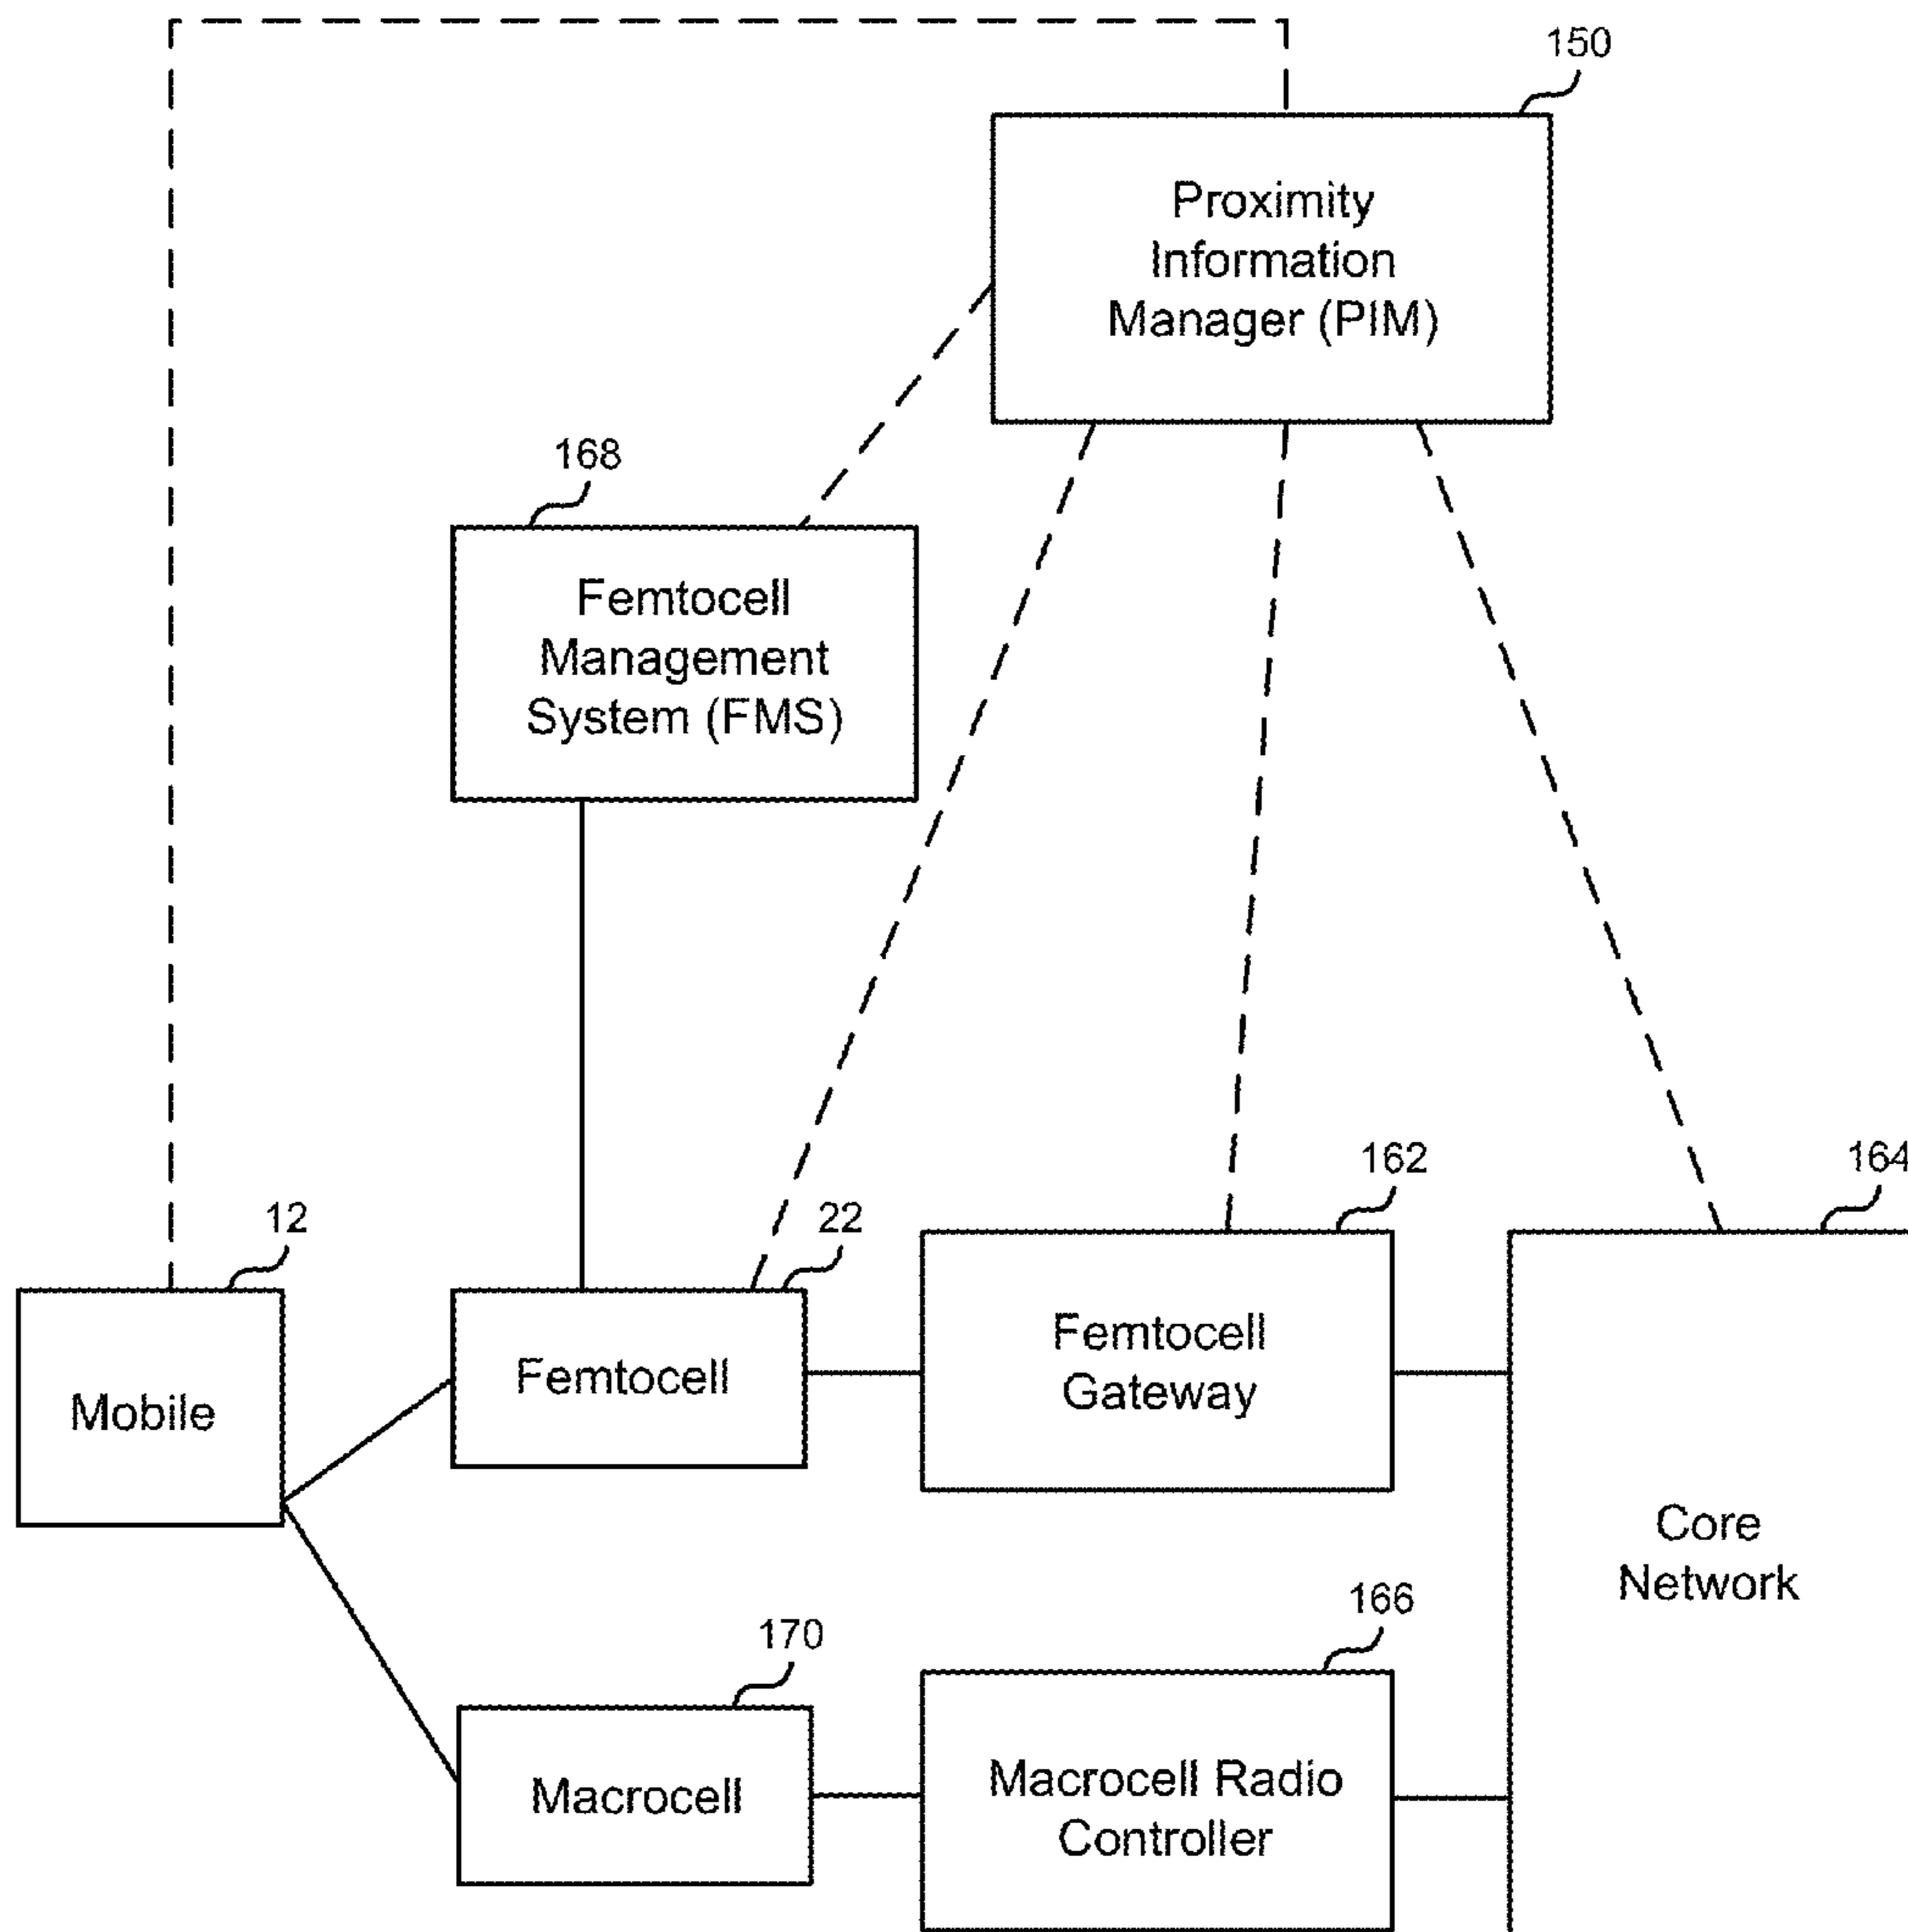 150
Proximity
Information
Manager (PIM)
168
Femtocell
Management
System (FMS)
12
22
162
164
Mobile
Femtocell
Femtocell
Gateway
Core
Network
170
166
Macrocell
Macrocell Radio
Controller